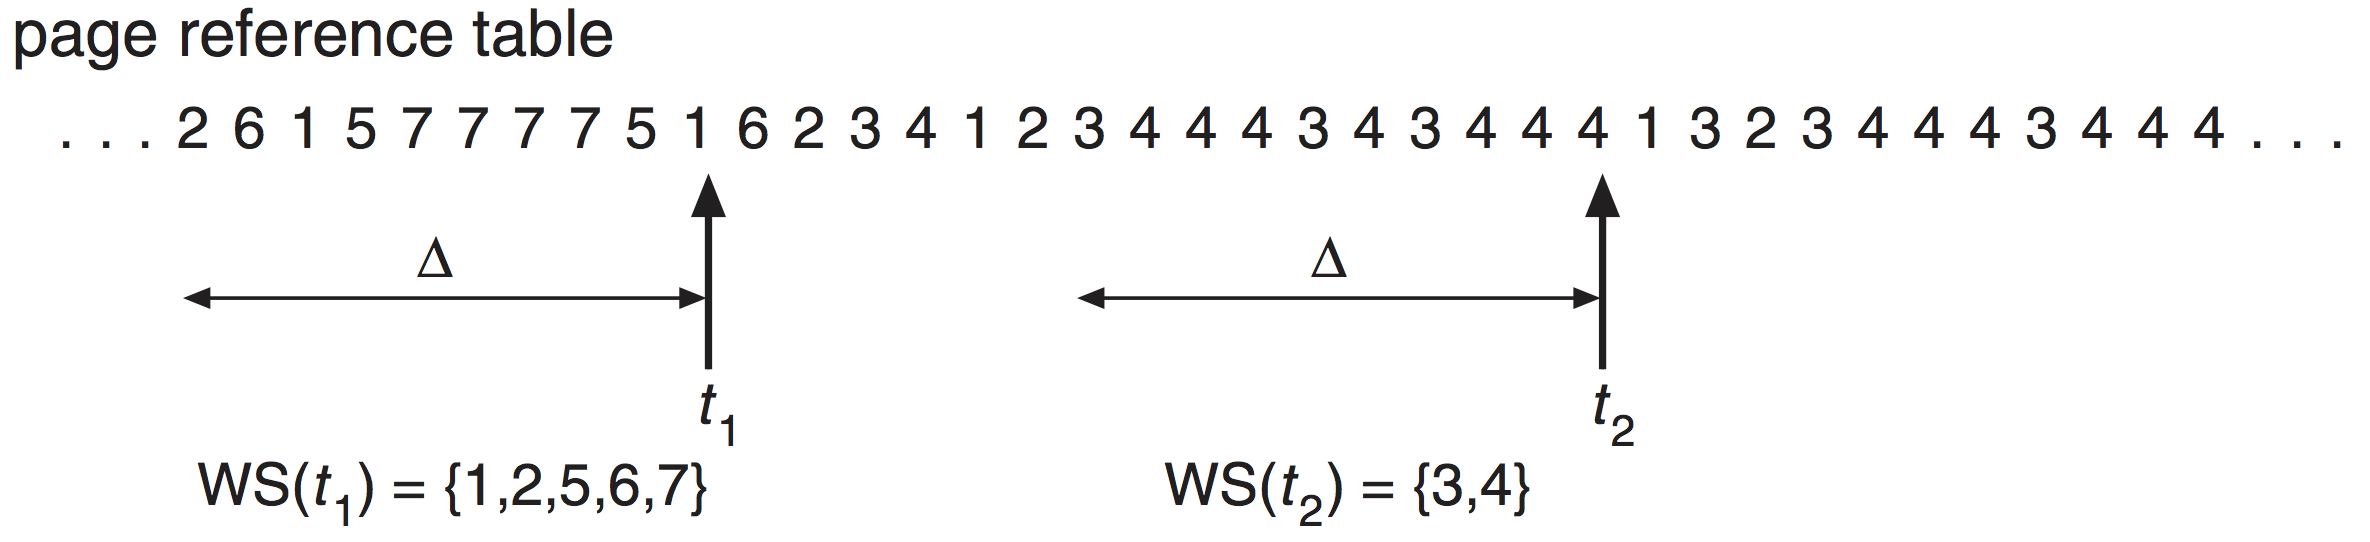 page reference table
. . . 2 6 1 5 7 7 7 7 5 1 6 2 3 4 1 2 3 4 4 4 3 4 3 4 4 4 1 3 2 3 4 4 4 3 4 4 4 . . .
Δ Δ
t1 t2
WS(t1) = {1,2,5,6,7} WS(t2) = {3,4}